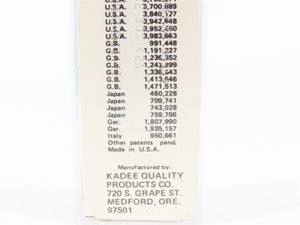 U.S.A. 3,700,889
U.S.A. 3,840,127
U.S.A. 3,942,648
U.S.A. 3,952,450
U.S.A. 3,983,663
G.B. 991,448
G.B. 1,191,227
G.B. 1,236,352
G.B. 1,241,299
G.B. 1,336,643
G.B. 1,413,546
G.B. 1,471,513
Japan 460,228
Japan 709,741
Japan 743,028
Japan 759,786
Ger. 1,807,990
Ger. 1,935,157
Italy 950,661
Other patents pend.
Made in U.S.A.
Manufactured by:
KADEE QUALITY
PRODUCTS CO.
720 S. GRAPE ST.
MEDFORD, ORE.
97501